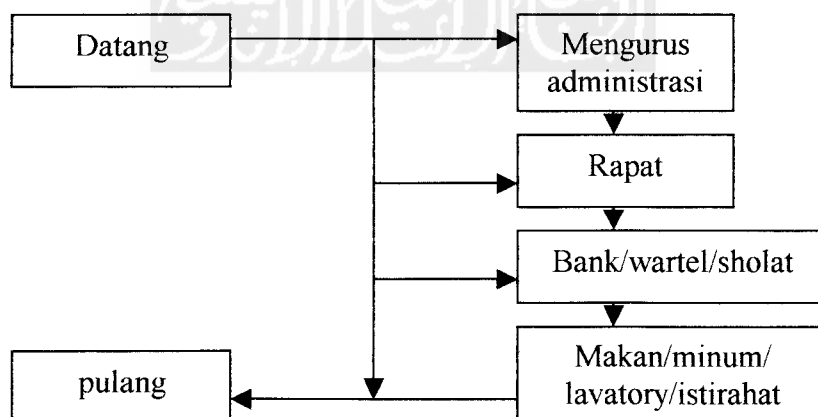 Datang
Mengurus
administrasi
Rapat
Bank/wartel/sholat
Makan/minum/
lavatory/istirahat
pulang